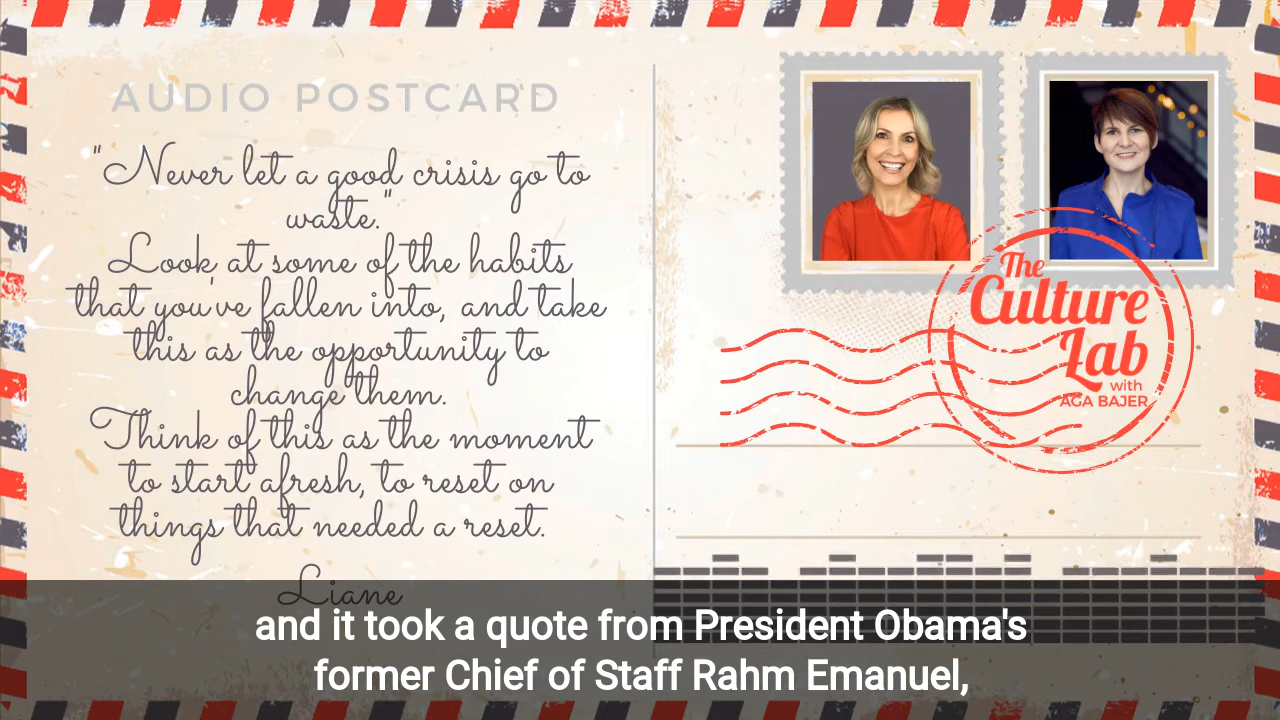 AUDIO POSTCARD
"Never let a good crisis go to
waste."
Look at some of the habits
that you've fallen into, and take
this as the opportunity to
change them.
Think of this as the moment
to start afresh, to reset on
things that needed a reset.
Liane
The
Culture
Lab
with
AGA BAJER
and it took a quote from President Obama's
former Chief of Staff Rahm Emanuel,